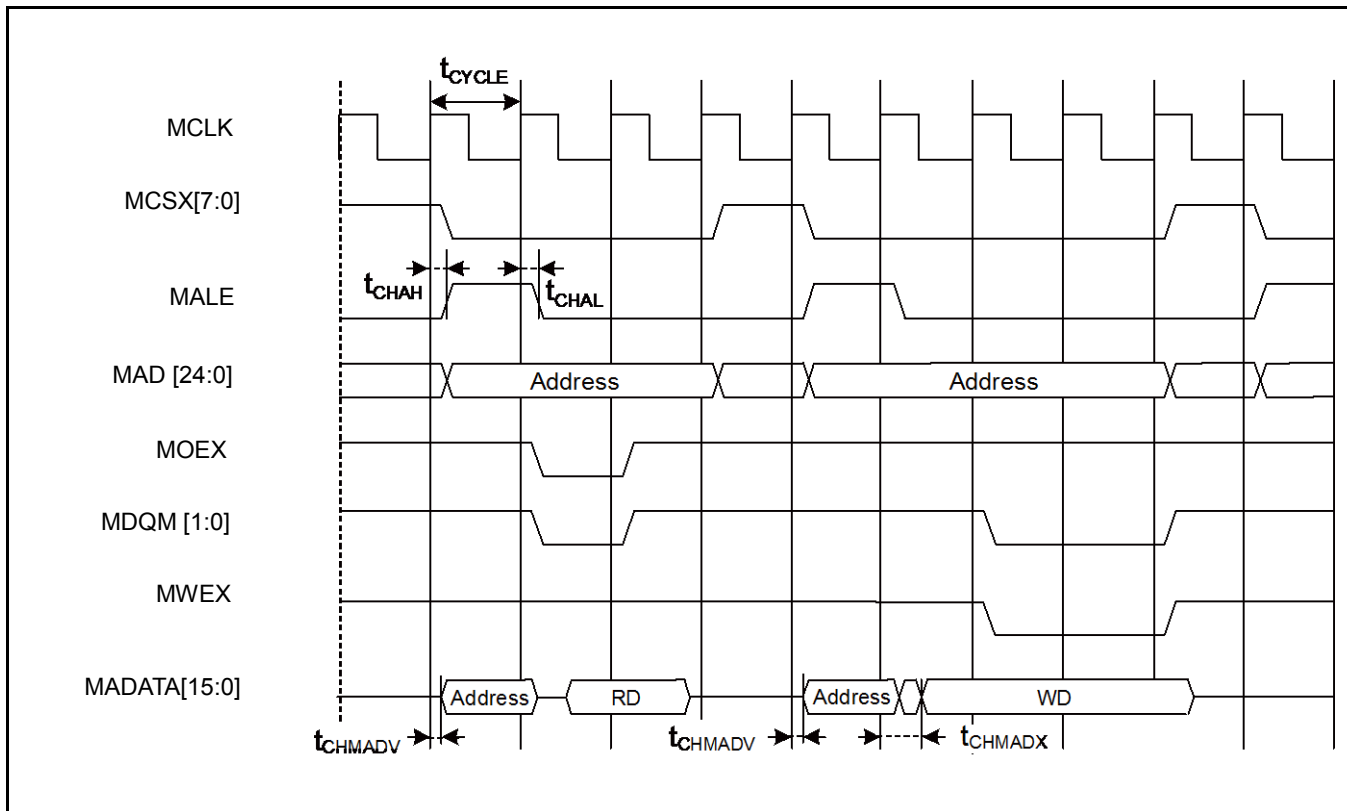 tCYCLE
MCLK
MCSX[7:0]
tCHAH
tCHAL
MALE
MAD [24:0]
Address
Address
MOEX
MDQM [1:0]
MWEX
MADATA[15:0]
Address
RD
Address
WD
tCHMADV
tCHMADV
tCHMADX